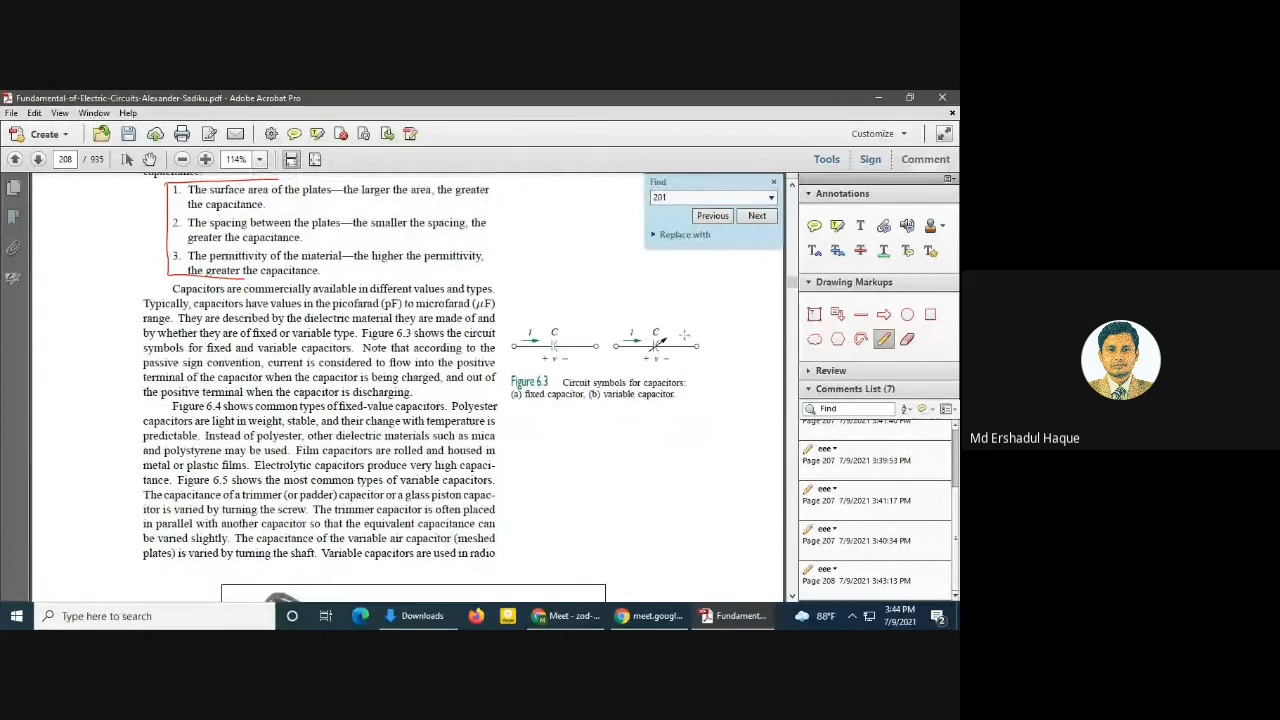 Fundamental-of-Electric-Circuits-Alexander-Sadiku.pdf - Adobe Acrobat Pro
File Edit View Window Help
Create Customize
208 / 935 114% Tools Sign Comment
capacitance.
1. The surface area of the plates—the larger the area, the greater
the capacitance.
2. The spacing between the plates—the smaller the spacing, the
greater the capacitance.
3. The permittivity of the material—the higher the permittivity,
the greater the capacitance.
Capacitors are commercially available in different values and types.
Typically, capacitors have values in the picofarad (pF) to microfarad (μF)
range. They are described by the dielectric material they are made of and
by whether they are of fixed or variable type. Figure 6.3 shows the circuit
symbols for fixed and variable capacitors. Note that according to the
passive sign convention, current is considered to flow into the positive
terminal of the capacitor when the capacitor is being charged, and out of
the positive terminal when the capacitor is discharging.
Figure 6.4 shows common types of fixed-value capacitors. Polyester
capacitors are light in weight, stable, and their change with temperature is
predictable. Instead of polyester, other dielectric materials such as mica
and polystyrene may be used. Film capacitors are rolled and housed in
metal or plastic films. Electrolytic capacitors produce very high capaci-
tance. Figure 6.5 shows the most common types of variable capacitors.
The capacitance of a trimmer (or padder) capacitor or a glass piston capac-
itor is varied by turning the screw. The trimmer capacitor is often placed
in parallel with another capacitor so that the equivalent capacitance can
be varied slightly. The capacitance of the variable air capacitor (meshed
plates) is varied by turning the shaft. Variable capacitors are used in radio
i C i C
+ v − + v −
Figure 6.3 Circuit symbols for capacitors:
(a) fixed capacitor, (b) variable capacitor.
Find
201
Previous Next
Replace with
Annotations
Drawing Markups
Review
Comments List (7)
Find
Page 207 7/9/2021 3:41:40 PM
eee
Page 207 7/9/2021 3:39:53 PM
eee
Page 207 7/9/2021 3:41:17 PM
eee
Page 207 7/9/2021 3:40:34 PM
eee
Page 208 7/9/2021 3:43:13 PM
Md Ershadul Haque
Type here to search Downloads Meet - zod-... meet.googl... Fundament... 88°F 3:44 PM
7/9/2021
2